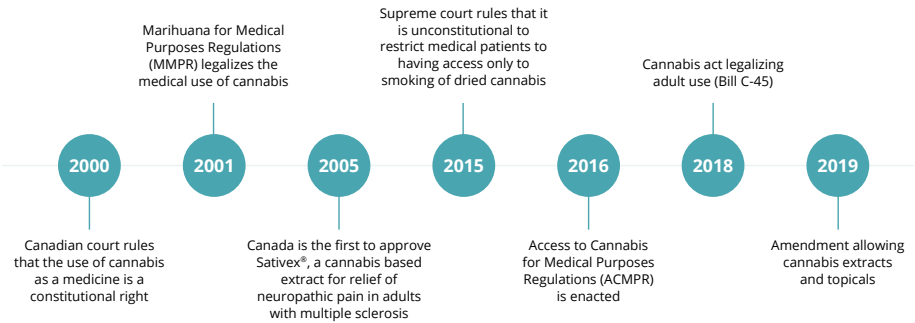 2000
Canadian court rules
that the use of cannabis
as a medicine is a
constitutional right
Marihuana for Medical
Purposes Regulations
(MMPR) legalizes the
medical use of cannabis
2001
2005
Canada is the first to approve
Sativex®, a cannabis based
extract for relief of
neuropathic pain in adults
with multiple sclerosis
Supreme court rules that it
is unconstitutional to
restrict medical patients to
having access only to
smoking of dried cannabis
2015
2016
Access to Cannabis
for Medical Purposes
Regulations (ACMPR)
is enacted
Cannabis act legalizing
adult use (Bill C-45)
2018
2019
Amendment allowing
cannabis extracts
and topicals